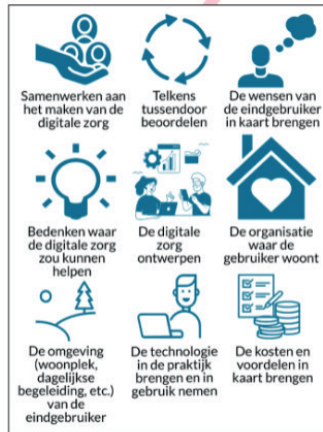 Samenwerken aan
het maken van de
digitale zorg
Telkens
tussendoor
beoordelen
De wensen van
de eindgebruiker
in kaart brengen
Bedenken waar
de digitale zorg
zou kunnen
helpen
De digitale
zorg
ontwerpen
De organisatie
waar de
gebruiker woont
De omgeving
(woonplek,
dagelijkse
begeleiding, etc.)
van de
eindgebruiker
De technologie
in de praktijk
brengen en in
gebruik nemen
De kosten en
voordelen in
kaart brengen